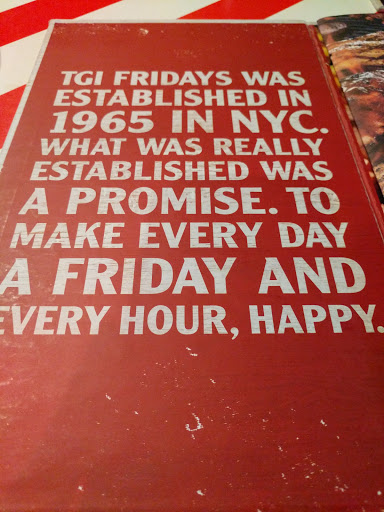 TGI FRIDAYS WAS
ESTABLISHED IN
1965 IN NYC.
WHAT WAS REALLY
ESTABLISHED WAS
A PROMISE. TO
MAKE EVERY DAY
A FRIDAY AND
EVERY HOUR, HAPPY.